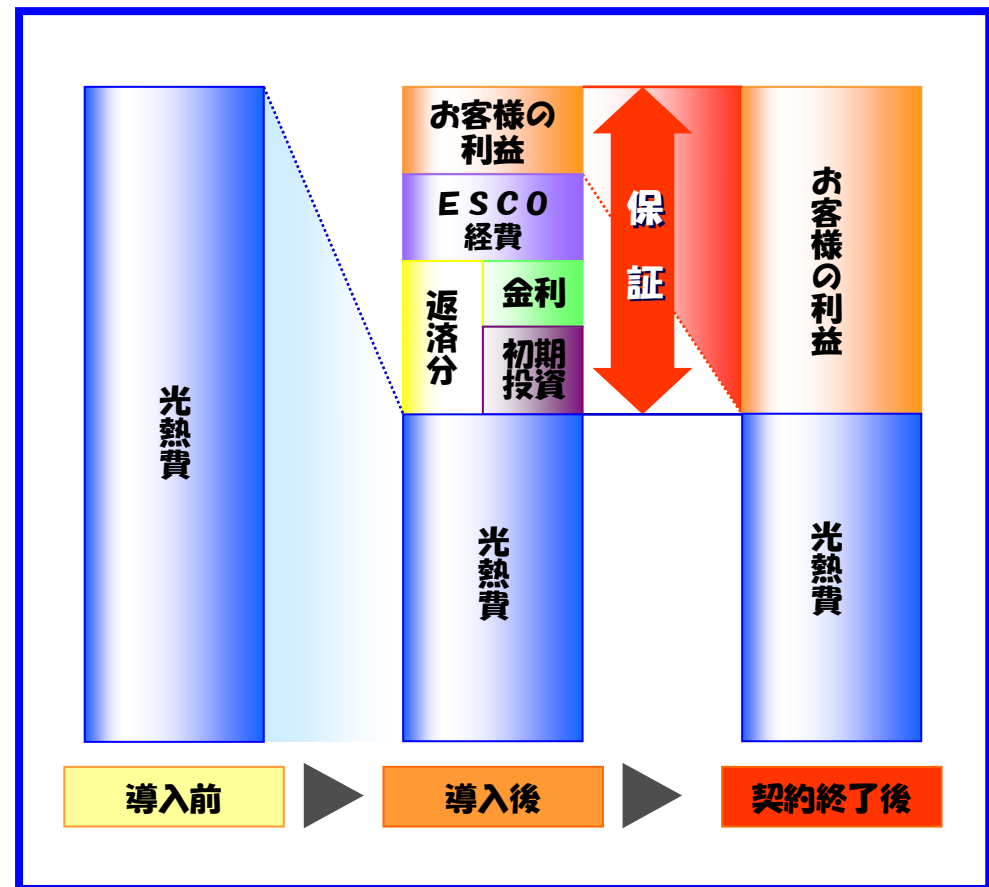 光熱費
お客様の
利益
ＥＳＣＯ
経費
返済分
金利
初期
投資
光熱費
保証
お客様の利益
光熱費
導入前
導入後
契約終了後